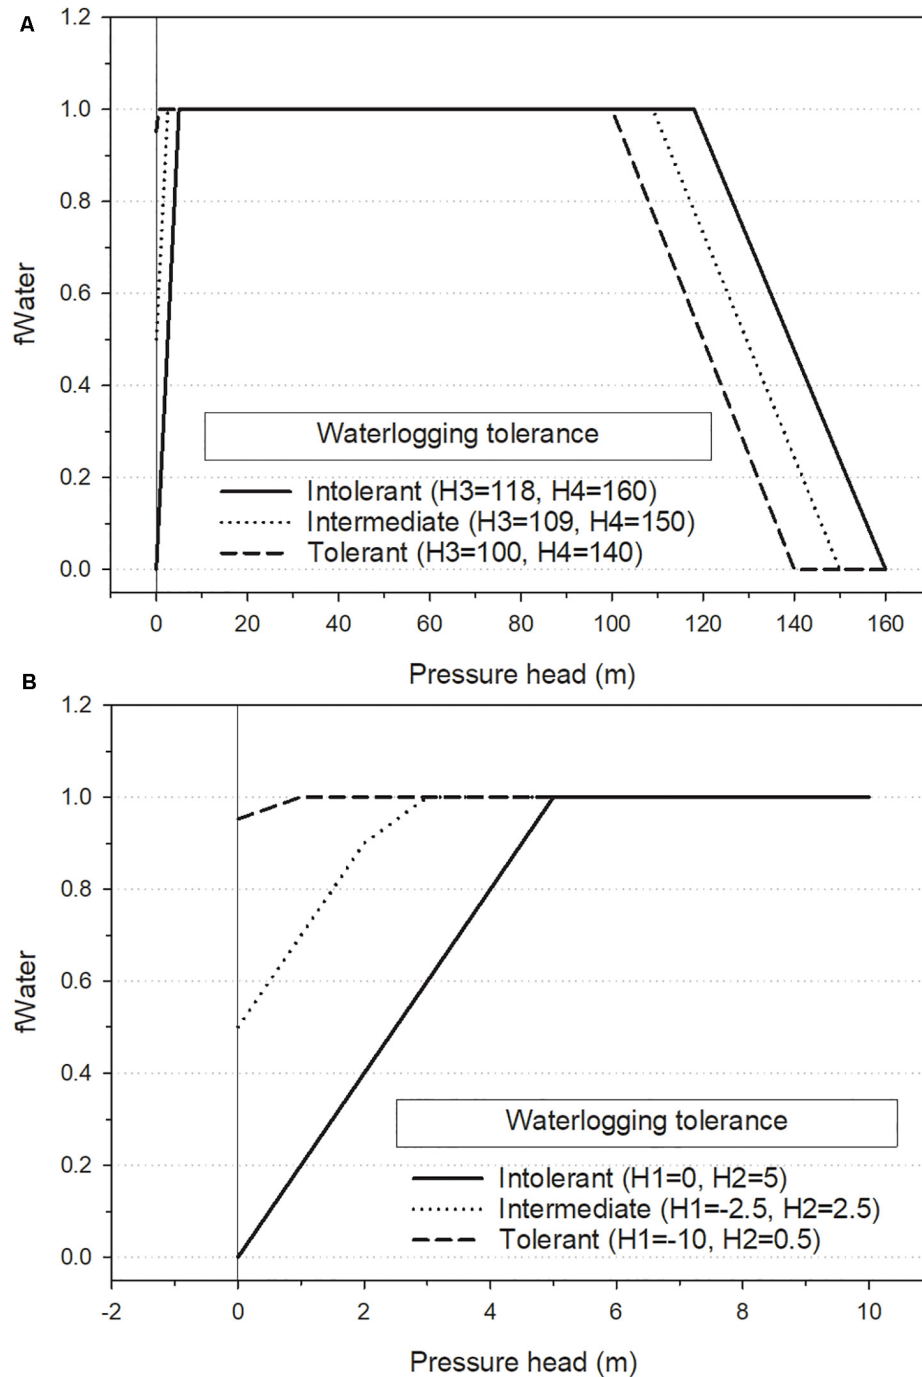 A
1.2
1.0
0.8
0.6
0.4
0.2
0.0
fWater
Waterlogging tolerance
Intolerant (H3=118, H4=160)
Intermediate (H3=109, H4=150)
Tolerant (H3=100, H4=140)
0 20 40 60 80 100 120 140 160
Pressure head (m)
B
1.2
1.0
0.8
0.6
0.4
0.2
0.0
fWater
Waterlogging tolerance
Intolerant (H1=0, H2=5)
Intermediate (H1=-2.5, H2=2.5)
Tolerant (H1=-10, H2=0.5)
-2 0 2 4 6 8 10
Pressure head (m)